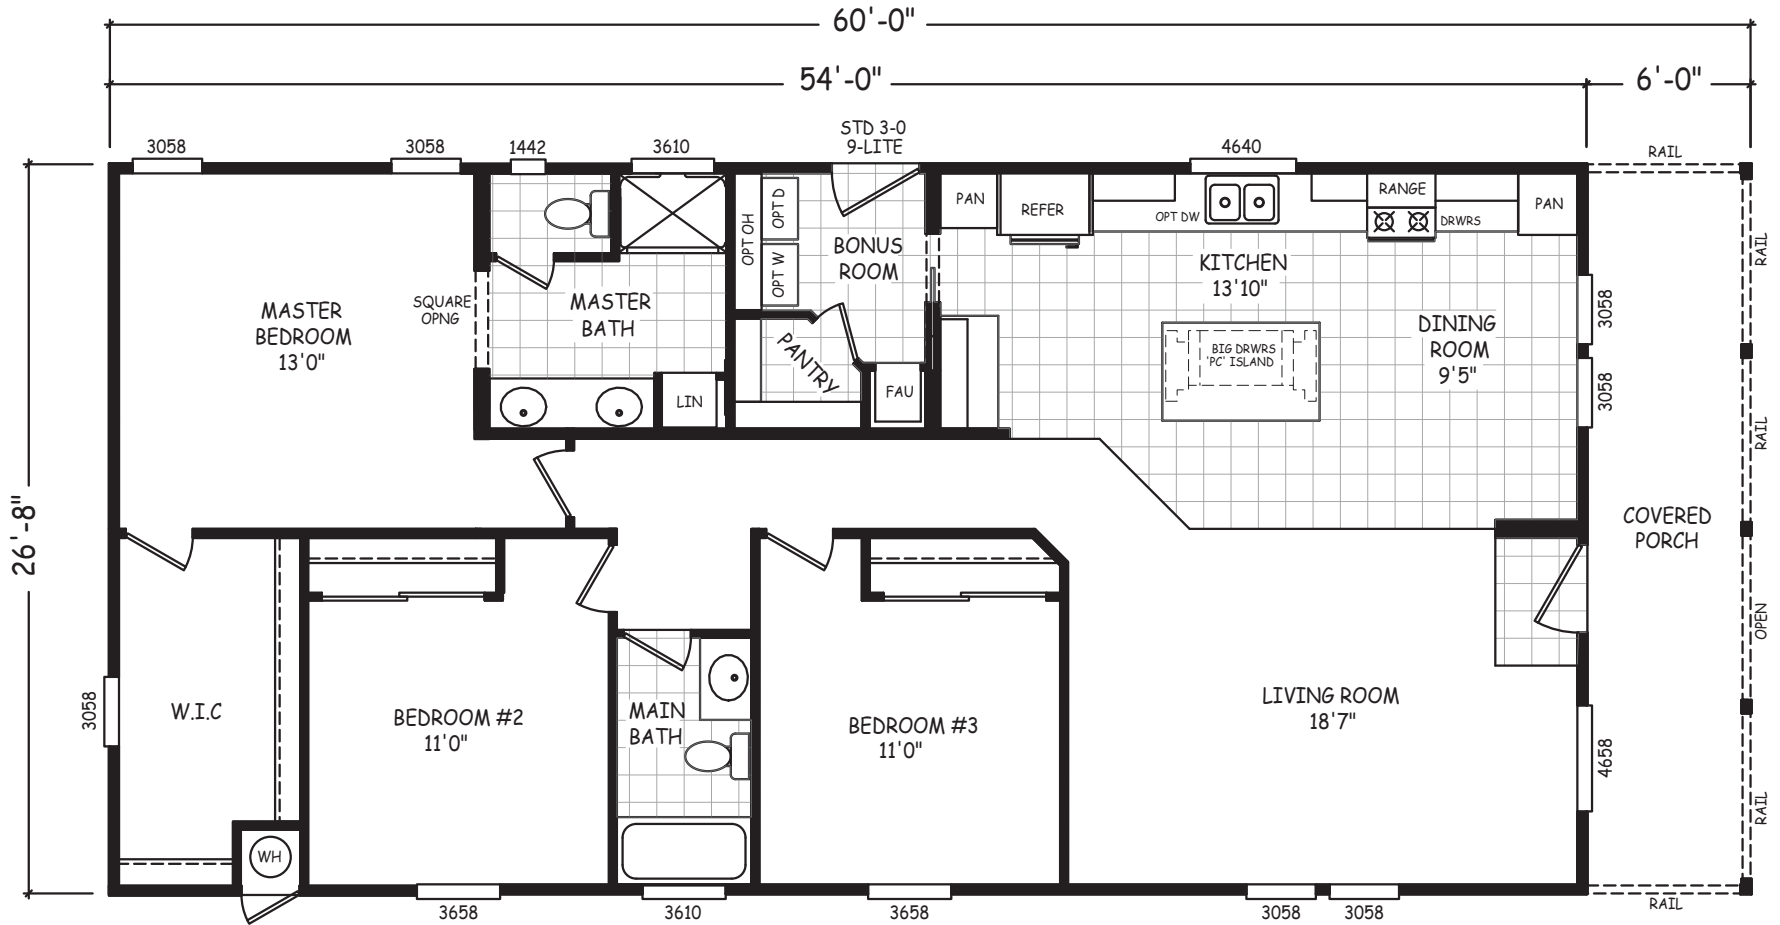 60'-0"
54'-0"
6'-0"
STD 3-0
9-LITE
3058
3058
1442
3610
4640
RAIL
PAN
REFER
OPT DW
RANGE
DRWRS
PAN
OPT OH
OPT D
OPT W
BONUS
ROOM
KITCHEN
13'10"
RAIL
MASTER
BEDROOM
13'0"
SQUARE
OPNG
MASTER
BATH
PANTRY
BIG DRWRS
'PC' ISLAND
DINING
ROOM
9'5"
3058
3058
LIN
FAU
RAIL
26'-8"
COVERED
PORCH
OPEN
3058
W.I.C
BEDROOM #2
11'0"
MAIN
BATH
BEDROOM #3
11'0"
LIVING ROOM
18'7"
4658
RAIL
WH
3658
3610
3658
3058
3058
RAIL